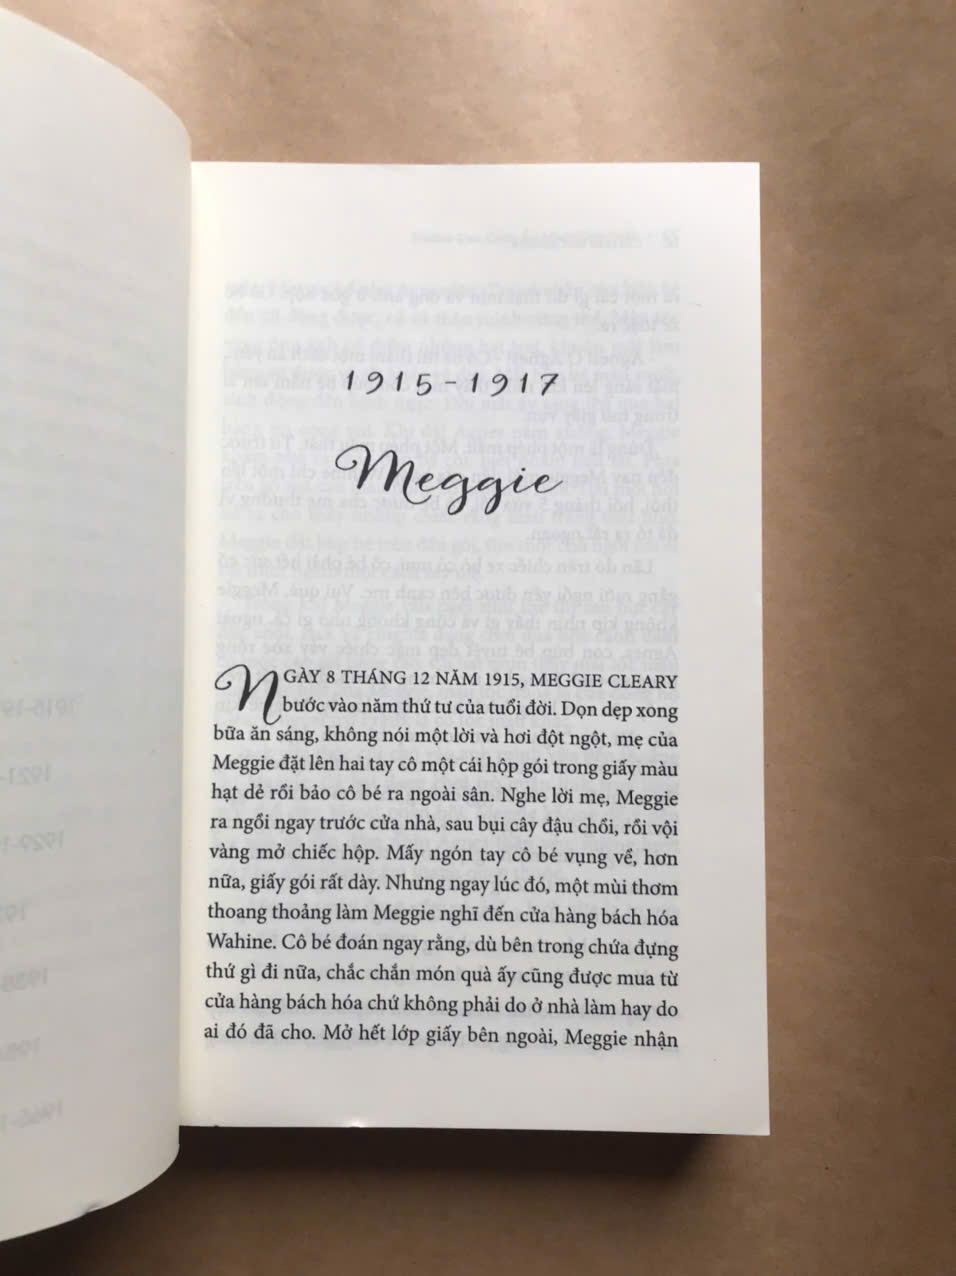 1915-1917
Meggie
NGÀY 8 THÁNG 12 NĂM 1915, MEGGIE CLEARY
bước vào năm thứ tư của tuổi đời. Dọn dẹp xong
bữa ăn sáng, không nói một lời và hơi đột ngột, mẹ của
Meggie đặt lên hai tay cô một cái hộp gói trong giấy màu
hạt dẻ rồi bảo cô bé ra ngoài sân. Nghe lời mẹ, Meggie
ra ngồi ngay trước cửa nhà, sau bụi cây đậu chổi, rồi vội
vàng mở chiếc hộp. Mấy ngón tay cô bé vụng về, hơn
nữa, giấy gói rất dày. Nhưng ngay lúc đó, một mùi thơm
thoang thoảng làm Meggie nghĩ đến cửa hàng bách hóa
Wahine. Cô bé đoán ngay rằng, dù bên trong chứa đựng
thứ gì đi nữa, chắc chắn món quà ấy cũng được mua từ
cửa hàng bách hóa chứ không phải do ở nhà làm hay do
ai đó đã cho. Mở hết lớp giấy bên ngoài, Meggie nhận